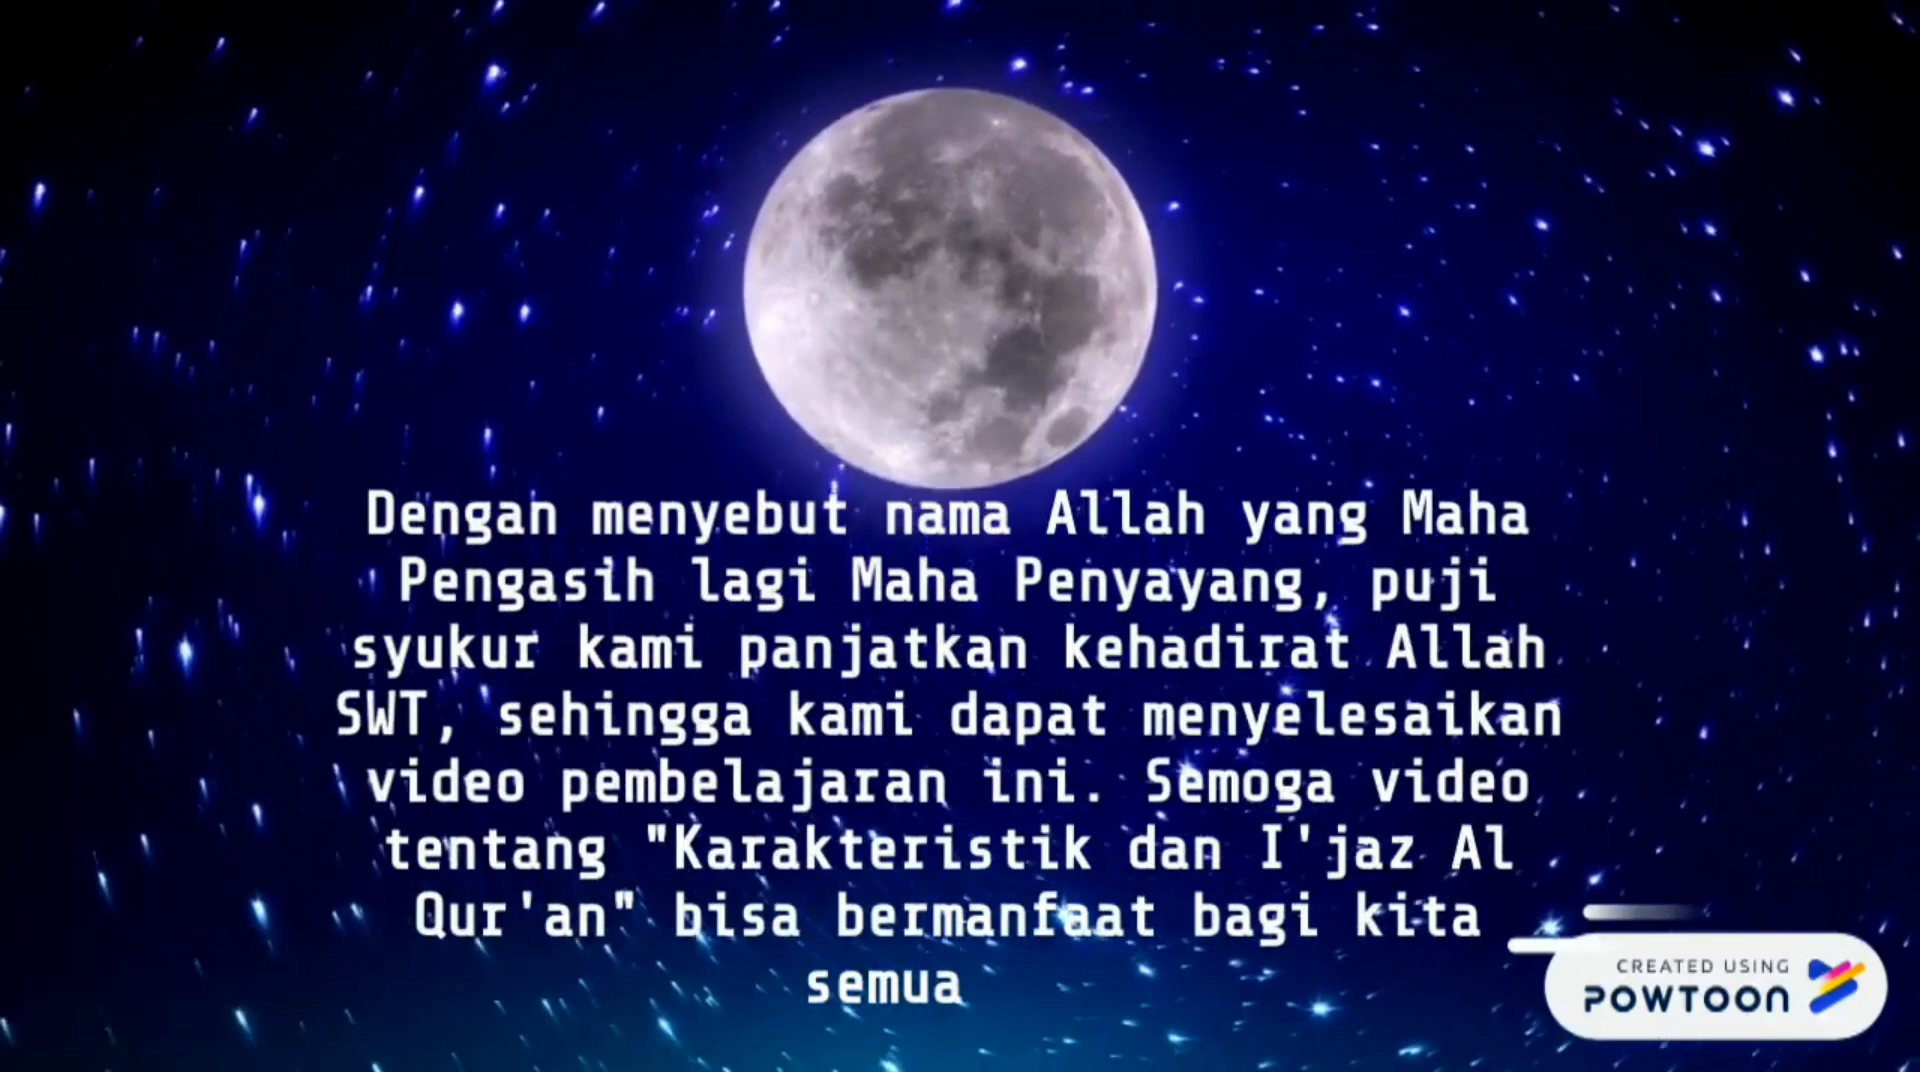 Dengan menyebut nama Allah yang Maha
Pengasih lagi Maha Penyayang, puji
syukur kami panjatkan kehadirat Allah
SWT, sehingga kami dapat menyelesaikan
video pembelajaran ini. Semoga video
tentang "Karakteristik dan I'jaz Al
Qur'an" bisa bermanfaat bagi kita
semua
CREATED USING
POWTOON